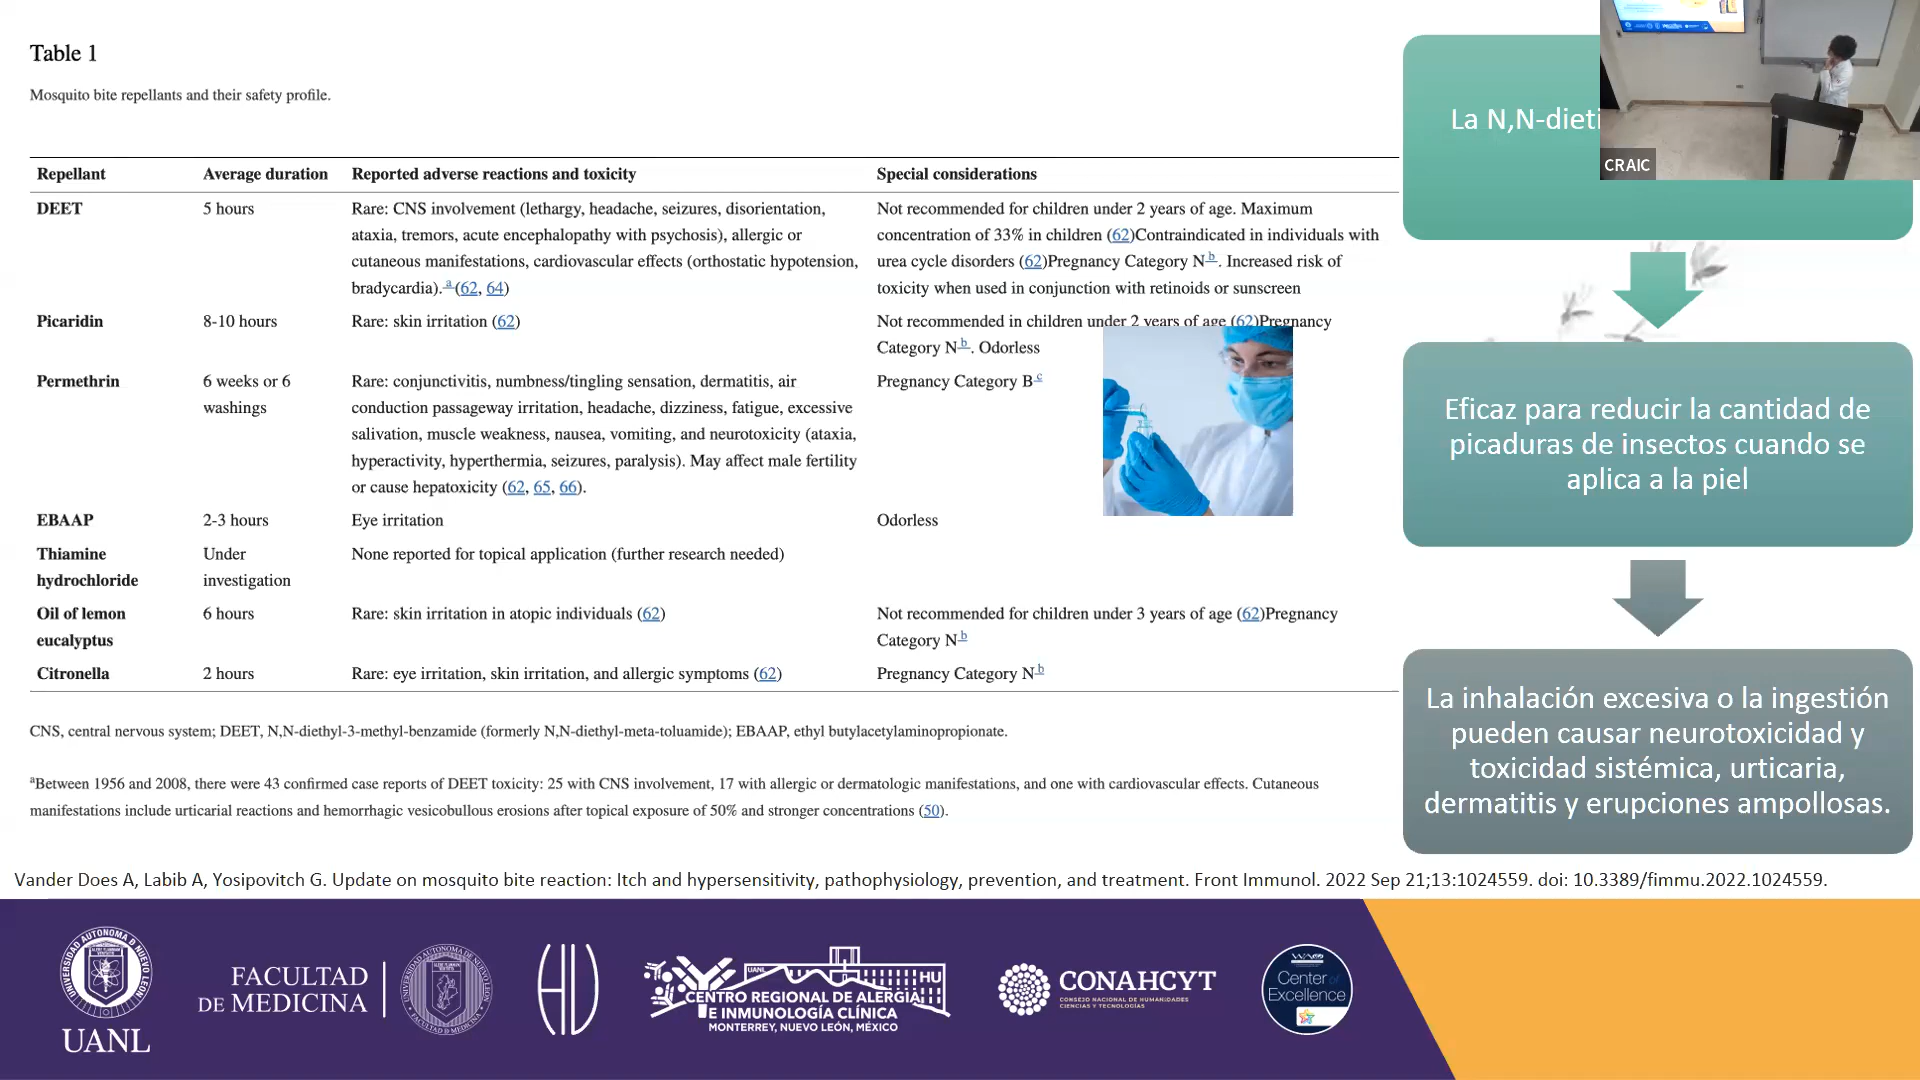 Table 1
Mosquito bite repellants and their safety profile.
Repellant Average duration Reported adverse reactions and toxicity Special considerations
DEET 5 hours Rare: CNS involvement (lethargy, headache, seizures, disorientation, Not recommended for children under 2 years of age. Maximum
ataxia, tremors, acute encephalopathy with psychosis), allergic or concentration of 33% in children (62)Contraindicated in individuals with
cutaneous manifestations, cardiovascular effects (orthostatic hypotension, urea cycle disorders (62)Pregnancy Category N b. Increased risk of
bradycardia). a (62, 64) toxicity when used in conjunction with retinoids or sunscreen
Picaridin 8-10 hours Rare: skin irritation (62) Not recommended in children under 2 years of age (62)Pregnancy
Category N b. Odorless
Permethrin 6 weeks or 6 Rare: conjunctivitis, numbness/tingling sensation, dermatitis, air Pregnancy Category B c
washings conduction passageway irritation, headache, dizziness, fatigue, excessive
salivation, muscle weakness, nausea, vomiting, and neurotoxicity (ataxia,
hyperactivity, hyperthermia, seizures, paralysis). May affect male fertility
or cause hepatoxicity (62, 65, 66).
EBAAP 2-3 hours Eye irritation Odorless
Thiamine Under None reported for topical application (further research needed)
hydrochloride investigation
Oil of lemon 6 hours Rare: skin irritation in atopic individuals (62) Not recommended for children under 3 years of age (62)Pregnancy
eucalyptus Category N b
Citronella 2 hours Rare: eye irritation, skin irritation, and allergic symptoms (62) Pregnancy Category N b
CNS, central nervous system; DEET, N,N-diethyl-3-methyl-benzamide (formerly N,N-diethyl-meta-toluamide); EBAAP, ethyl butylacetylaminopropionate.
aBetween 1956 and 2008, there were 43 confirmed case reports of DEET toxicity: 25 with CNS involvement, 17 with allergic or dermatologic manifestations, and one with cardiovascular effects. Cutaneous
manifestations include urticarial reactions and hemorrhagic vesicobullous erosions after topical exposure of 50% and stronger concentrations (50).
La N,N-dieti
CRAIC
Eficaz para reducir la cantidad de
picaduras de insectos cuando se
aplica a la piel
La inhalación excesiva o la ingestión
pueden causar neurotoxicidad y
toxicidad sistémica, urticaria,
dermatitis y erupciones ampollosas.
Vander Does A, Labib A, Yosipovitch G. Update on mosquito bite reaction: Itch and hypersensitivity, pathophysiology, prevention, and treatment. Front Immunol. 2022 Sep 21;13:1024559. doi: 10.3389/fimmu.2022.1024559.
UNIVERSIDAD AUTONOMA DE NUEVO LEON
UANL
FACULTAD
DE MEDICINA
UANL
HU
CENTRO REGIONAL DE ALERGIA
E INMUNOLOGÍA CLÍNICA
MONTERREY, NUEVO LEÓN, MÉXICO
CONAHCYT
CONSEJO NACIONAL DE HUMANIDADES
CIENCIAS Y TECNOLOGÍAS
WAO
Center of
Excellence